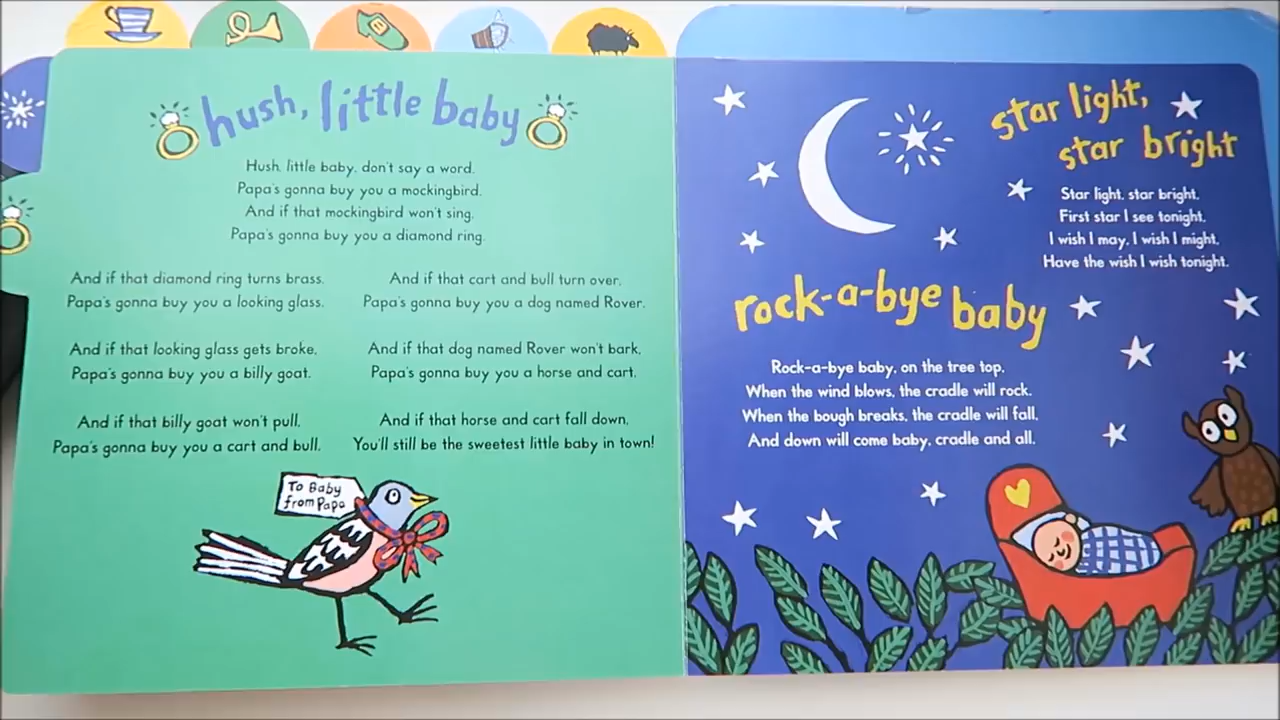 hush, little baby
Hush, little baby, don't say a word.
Papa's gonna buy you a mockingbird.
And if that mockingbird won't sing,
Papa's gonna buy you a diamond ring.
And if that diamond ring turns brass,
Papa's gonna buy you a looking glass.
And if that looking glass gets broke,
Papa's gonna buy you a billy goat.
And if that billy goat won't pull,
Papa's gonna buy you a cart and bull.
And if that cart and bull turn over,
Papa's gonna buy you a dog named Rover.
And if that dog named Rover won't bark,
Papa's gonna buy you a horse and cart.
And if that horse and cart fall down,
You'll still be the sweetest little baby in town!
To Baby
from Papa
star light,
star bright
Star light, star bright,
First star I see tonight,
I wish I may, I wish I might,
Have the wish I wish tonight.
rock-a-bye baby
Rock-a-bye baby, on the tree top,
When the wind blows, the cradle will rock.
When the bough breaks, the cradle will fall,
And down will come baby, cradle and all.